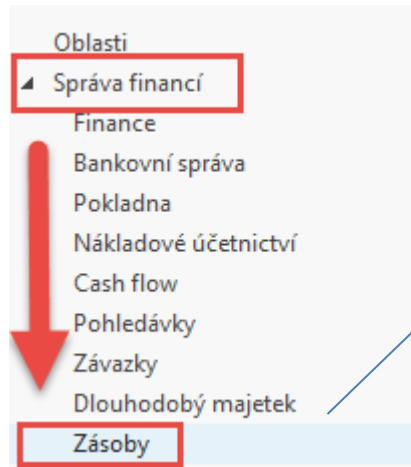 Oblasti
Správa financí
Finance
Bankovní správa
Pokladna
Nákladové účetnictví
Cash flow
Pohledávky
Závazky
Dlouhodobý majetek
Zásoby